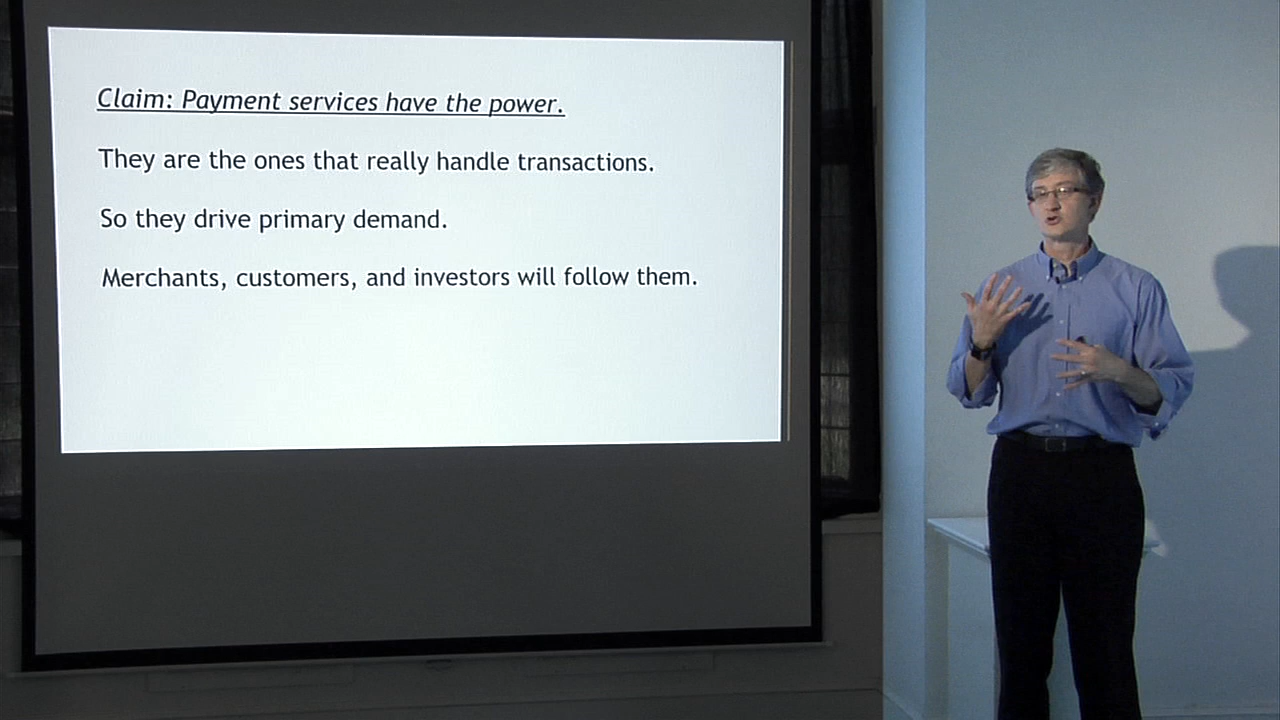 Claim: Payment services have the power.
They are the ones that really handle transactions.
So they drive primary demand.
Merchants, customers, and investors will follow them.